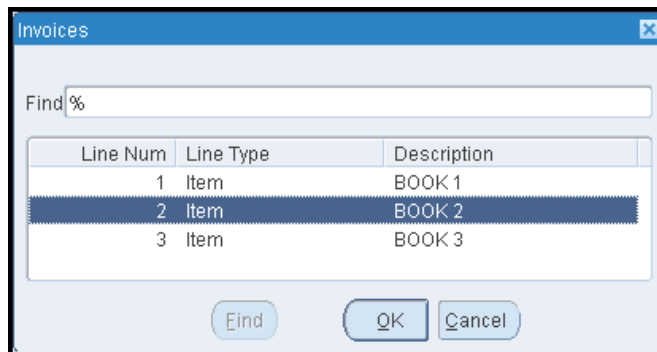 Invoices
Find %
Line Num Line Type Description
1 Item BOOK 1
2 Item BOOK 2
3 Item BOOK 3
Find OK Cancel